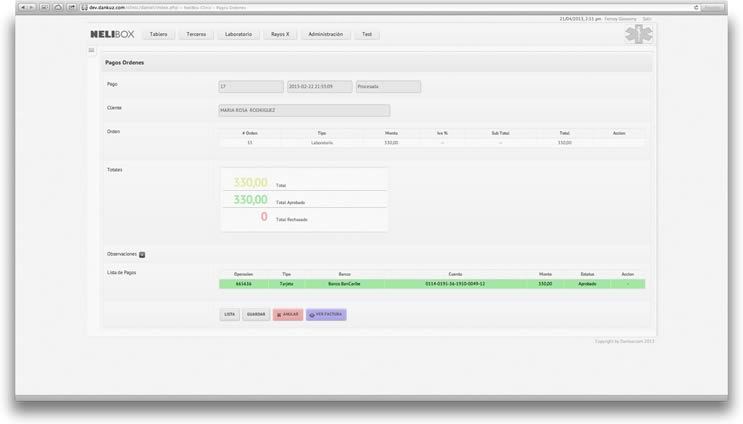 dev.dankuz.com/clinic/daniel/index.php — NeliBox Clinic - Pagos Ordenes
21/04/2013, 2:51 pm Salir
NELIBOX Tablero Terceros Laboratorio Rayos X Administración Test
Pagos Ordenes
Pago 17 2013-02-22 21:33:09 Procesada
Cliente MARIA ROSA RODRIGUEZ
Orden # Orden Tipo Monto Iva % Sub Total Total Accion
33 Laboratorio 330,00 -- -- 330,00
Totales 330,00 Total
330,00 Total Aprobado
0 Total Rechazado
Observaciones
Lista de Pagos Operacion Tipo Banco Cuenta Monto Estatus Accion
663636 Tarjeta Banco BanCaribe 0114-0191-36-1910-0049-12 330,00 Aprobado -
LISTA GUARDAR ANULAR VER FACTURA
Copyright by Dankuz.com 2013